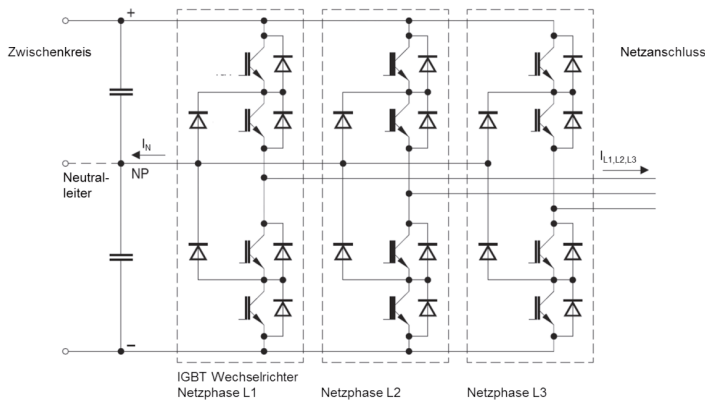 +
Zwischenkreis
Netzanschluss
I_N
I_L1,L2,L3
Neutral-
leiter
NP
−
IGBT Wechselrichter
Netzphase L1
Netzphase L2
Netzphase L3